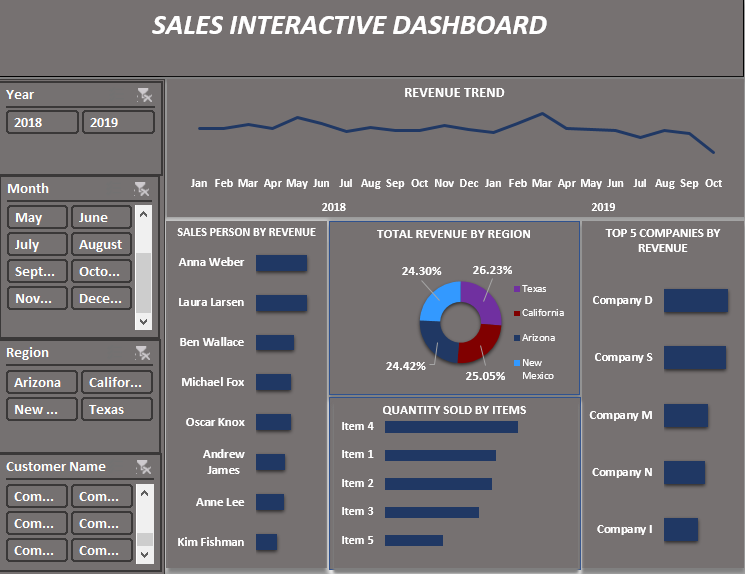 SALES INTERACTIVE DASHBOARD
Year
2018 2019
Month
May June
July August
Sept... Octo...
Nov... Dece...
Region
Arizona Califor...
New ... Texas
Customer Name
Com... Com...
Com... Com...
Com... Com...
REVENUE TREND
Jan Feb Mar Apr May Jun Jul Aug Sep Oct Nov Dec Jan Feb Mar Apr May Jun Jul Aug Sep Oct
2018 2019
SALES PERSON BY REVENUE
Anna Weber
Laura Larsen
Ben Wallace
Michael Fox
Oscar Knox
Andrew
James
Anne Lee
Kim Fishman
TOTAL REVENUE BY REGION
24.30% 26.23%
24.42% 25.05%
Texas
California
Arizona
New
Mexico
QUANTITY SOLD BY ITEMS
Item 4
Item 1
Item 2
Item 3
Item 5
TOP 5 COMPANIES BY
REVENUE
Company D
Company S
Company M
Company N
Company I